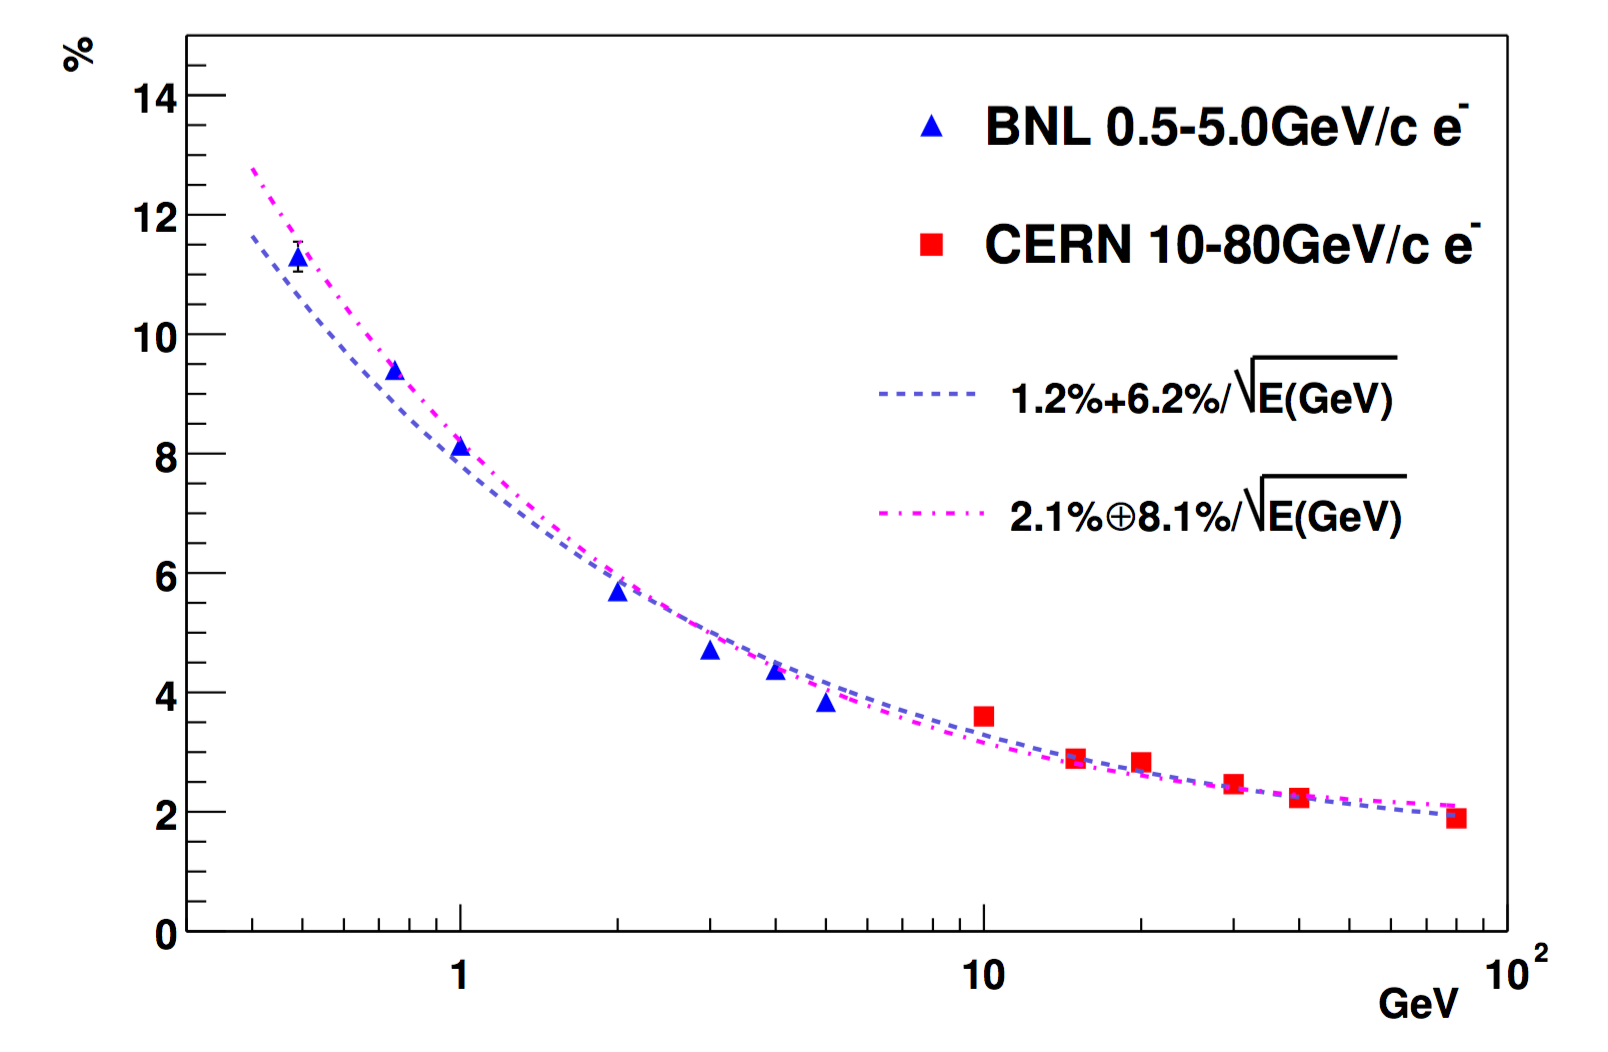 %
14
12
10
8
6
4
2
0
BNL 0.5-5.0GeV/c e⁻
CERN 10-80GeV/c e⁻
1.2%+6.2%/√E(GeV)
2.1%⊕8.1%/√E(GeV)
1 10 10²
GeV